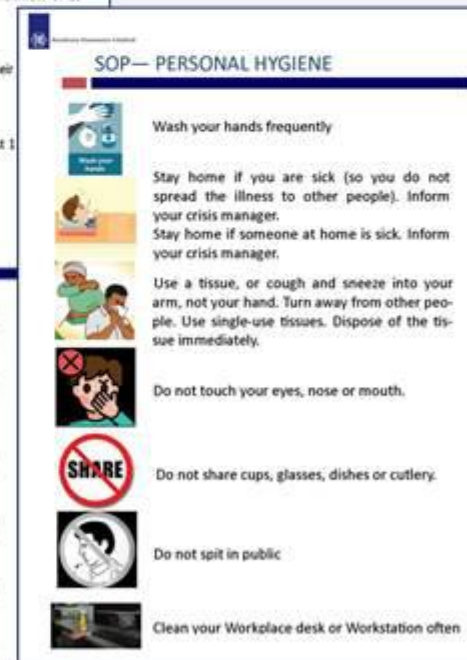 eir
t 1
SOP— PERSONAL HYGIENE
Wash your hands frequently
Wash your
hands
Stay home if you are sick (so you do not
spread the illness to other people). Inform
your crisis manager.
Stay home if someone at home is sick. Inform
your crisis manager.
Use a tissue, or cough and sneeze into your
arm, not your hand. Turn away from other peo-
ple. Use single-use tissues. Dispose of the tis-
sue immediately.
Do not touch your eyes, nose or mouth.
SHARE
Do not share cups, glasses, dishes or cutlery.
Do not spit in public
Clean your Workplace desk or Workstation often